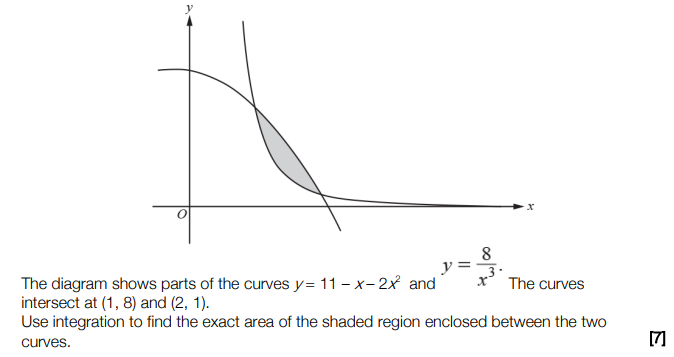 y
O
x
The diagram shows parts of the curves y= 11 – x– 2x² and y = 8/x³. The curves
intersect at (1, 8) and (2, 1).
Use integration to find the exact area of the shaded region enclosed between the two
curves.
[7]